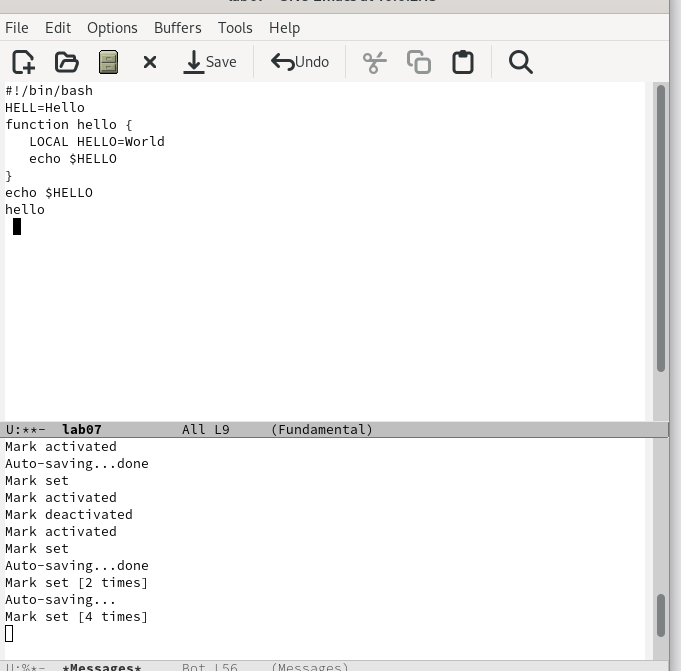 File Edit Options Buffers Tools Help
Save Undo
#!/bin/bash
HELL=Hello
function hello {
   LOCAL HELLO=World
   echo $HELLO
}
echo $HELLO
hello
U:**-  lab07          All L9     (Fundamental)
Mark activated
Auto-saving...done
Mark set
Mark activated
Mark deactivated
Mark activated
Mark set
Auto-saving...done
Mark set [2 times]
Auto-saving...
Mark set [4 times]
U:%*-  *Messages*     Bot L56    (Messages)